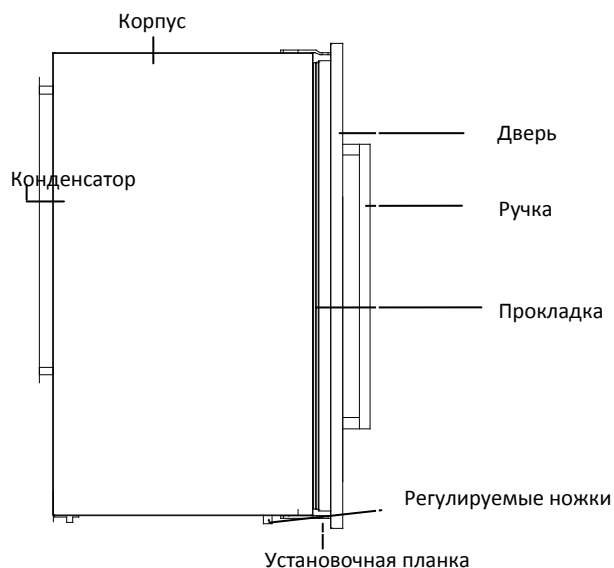 Корпус
Дверь
Конденсатор
Ручка
Прокладка
Регулируемые ножки
Установочная планка